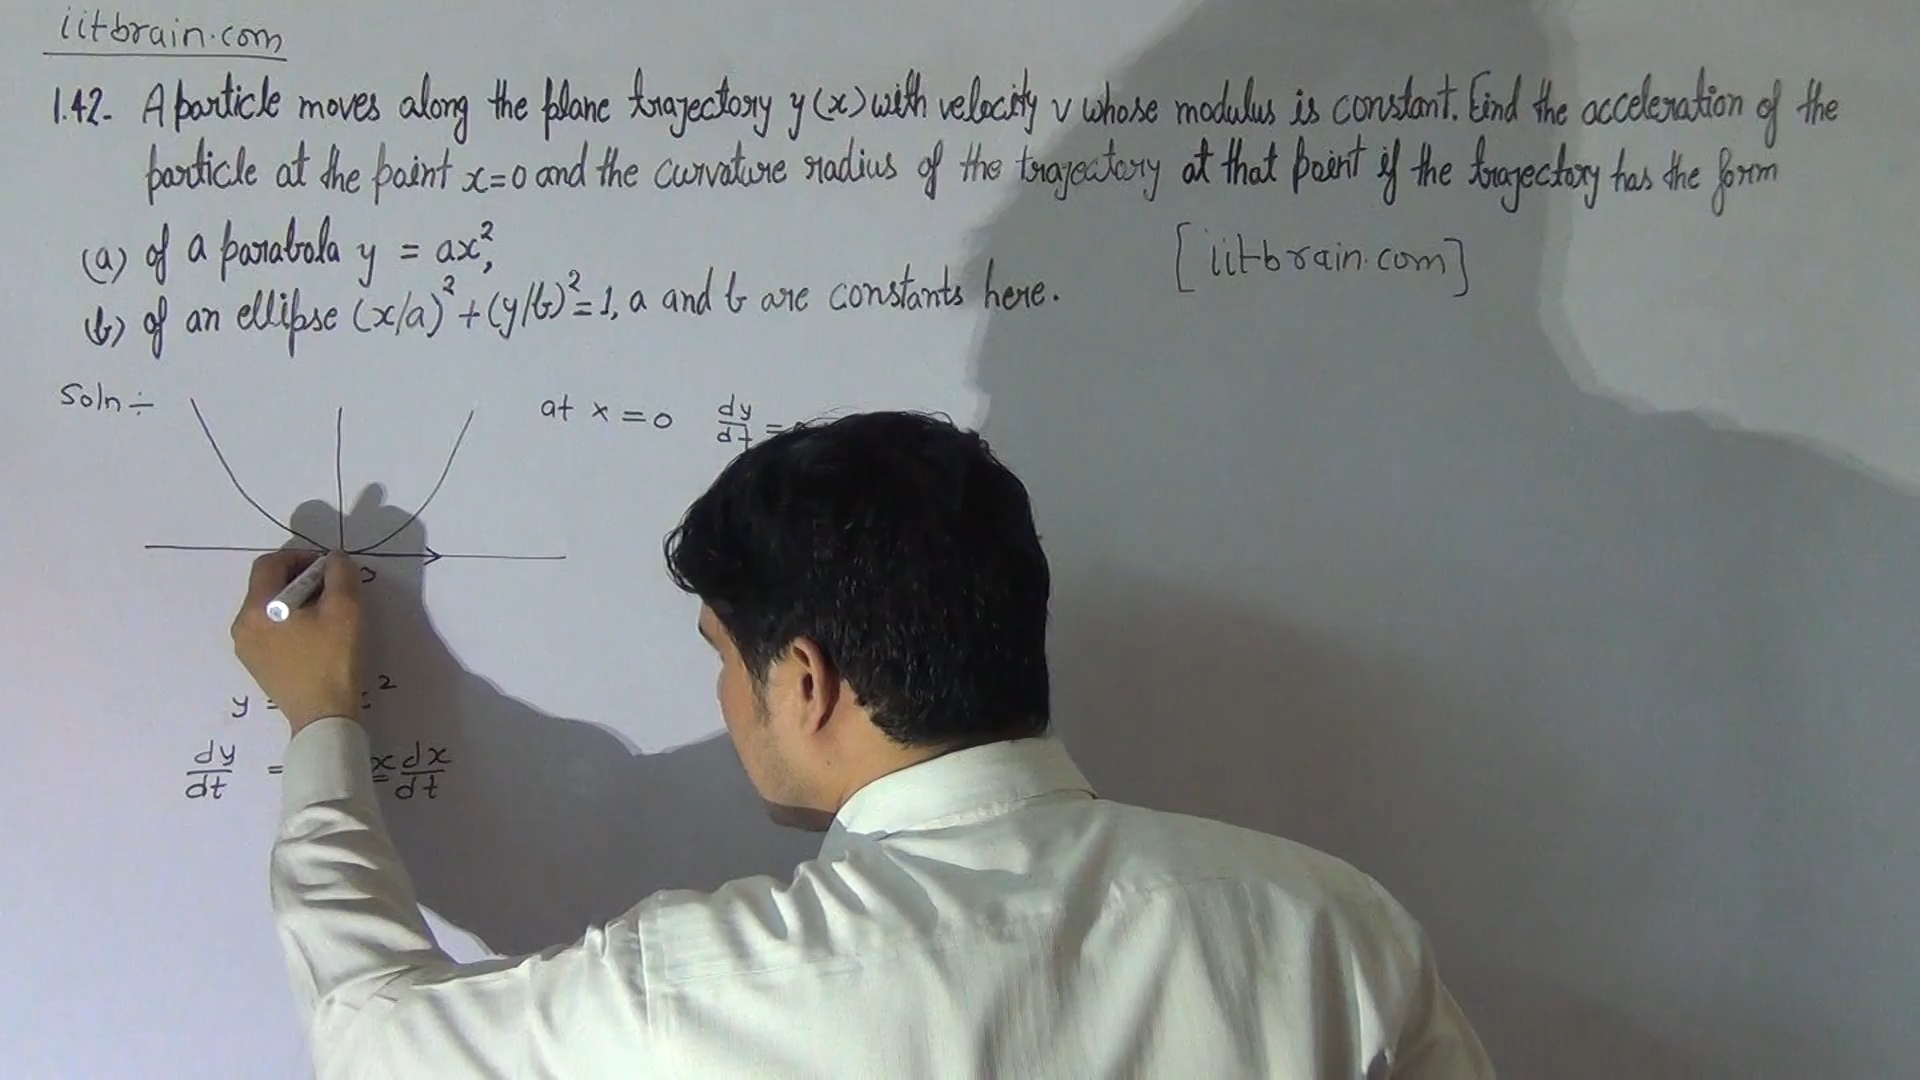 iitbrain.com
1.42. A particle moves along the plane trajectory y(x) with velocity v whose modulus is constant. Find the acceleration of the
particle at the point x=0 and the curvature radius of the trajectory at that point if the trajectory has the form
(a) of a parabola y = ax²;
(b) of an ellipse (x/a)²+(y/b)²=1, a and b are constants here.
[iitbrain.com]
Soln ÷
at x = 0 dy/dt =
y = 2
dy/dt = x dx/dt